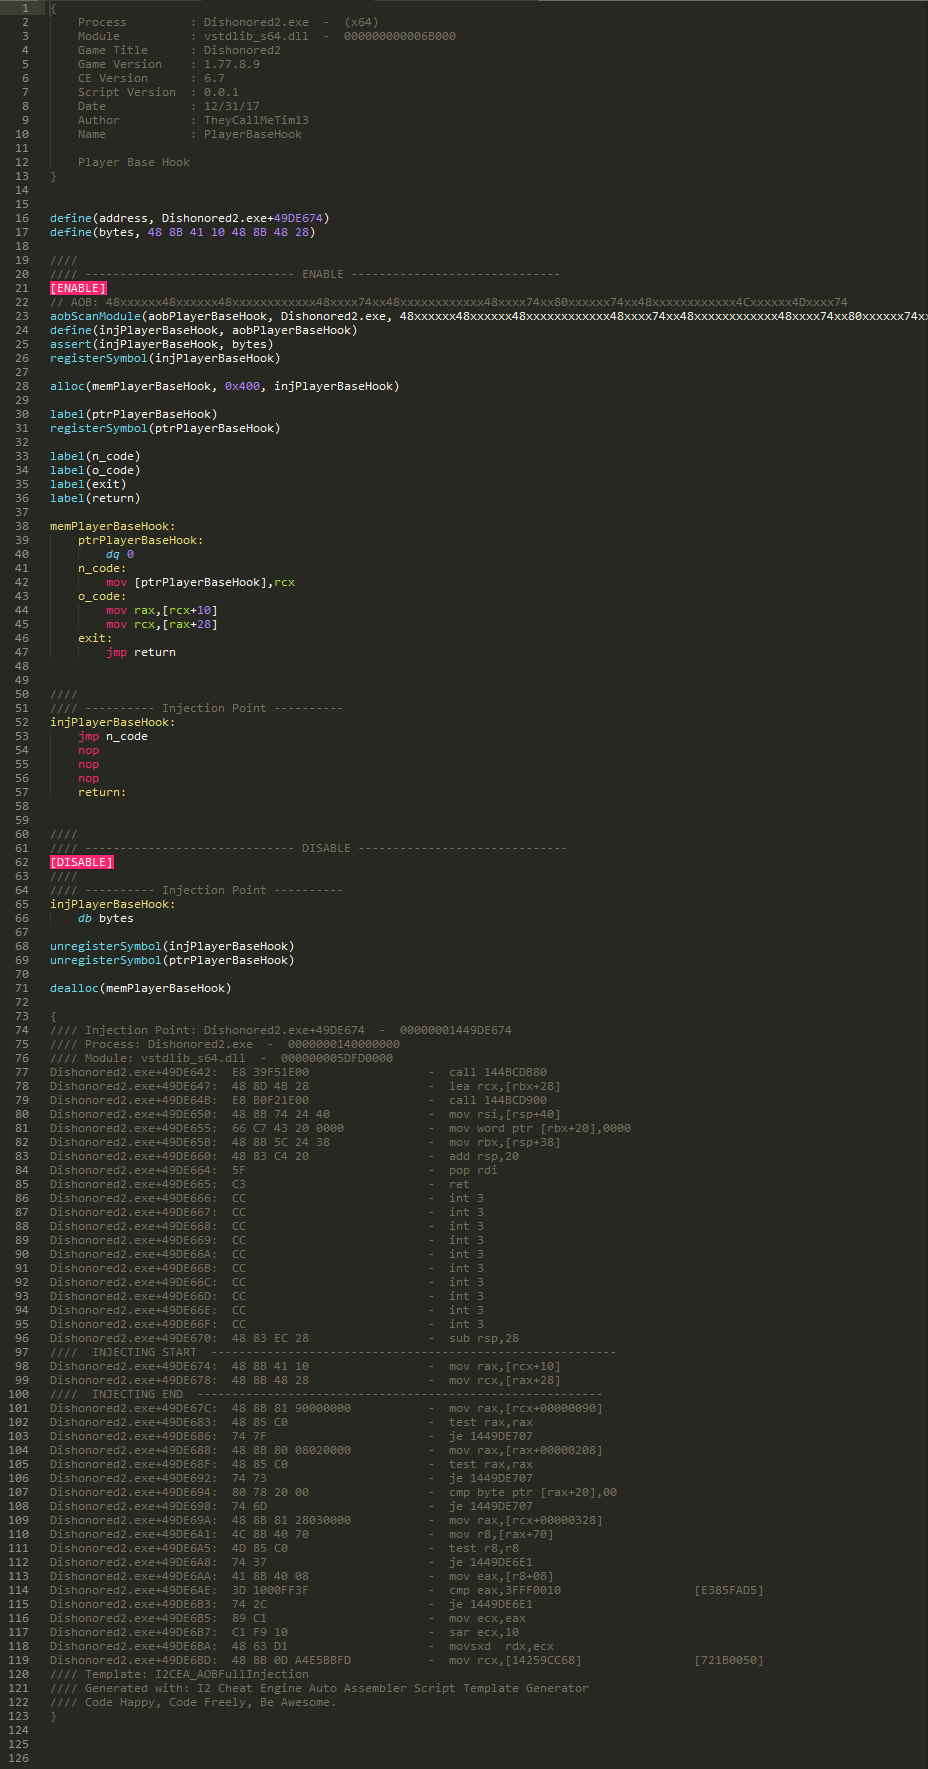 1 {
2 Process : Dishonored2.exe - (x64)
3 Module : vstdlib_s64.dll - 000000000006B000
4 Game Title : Dishonored2
5 Game Version : 1.77.8.9
6 CE Version : 6.7
7 Script Version : 0.0.1
8 Date : 12/31/17
9 Author : TheyCallMeTim13
10 Name : PlayerBaseHook
11
12 Player Base Hook
13 }
14
15
16 define(address, Dishonored2.exe+49DE674)
17 define(bytes, 48 8B 41 10 48 8B 48 28)
18
19 ////
20 //// ------------------------------ ENABLE ------------------------------
21 [ENABLE]
22 // AOB: 48xxxxxx48xxxxxx48xxxxxxxxxxxx48xxxx74xx48xxxxxxxxxxxx48xxxx74xx80xxxxxx74xx48xxxxxxxxxxxx4Cxxxxxx4Dxxxx74
23 aobScanModule(aobPlayerBaseHook, Dishonored2.exe, 48xxxxxx48xxxxxx48xxxxxxxxxxxx48xxxx74xx48xxxxxxxxxxxx48xxxx74xx80xxxxxx74xx
24 define(injPlayerBaseHook, aobPlayerBaseHook)
25 assert(injPlayerBaseHook, bytes)
26 registerSymbol(injPlayerBaseHook)
27
28 alloc(memPlayerBaseHook, 0x400, injPlayerBaseHook)
29
30 label(ptrPlayerBaseHook)
31 registerSymbol(ptrPlayerBaseHook)
32
33 label(n_code)
34 label(o_code)
35 label(exit)
36 label(return)
37
38 memPlayerBaseHook:
39 ptrPlayerBaseHook:
40 dq 0
41 n_code:
42 mov [ptrPlayerBaseHook],rcx
43 o_code:
44 mov rax,[rcx+10]
45 mov rcx,[rax+28]
46 exit:
47 jmp return
48
49
50 ////
51 //// ---------- Injection Point ----------
52 injPlayerBaseHook:
53 jmp n_code
54 nop
55 nop
56 nop
57 return:
58
59
60 ////
61 //// ------------------------------ DISABLE ------------------------------
62 [DISABLE]
63 ////
64 //// ---------- Injection Point ----------
65 injPlayerBaseHook:
66 db bytes
67
68 unregisterSymbol(injPlayerBaseHook)
69 unregisterSymbol(ptrPlayerBaseHook)
70
71 dealloc(memPlayerBaseHook)
72
73 {
74 //// Injection Point: Dishonored2.exe+49DE674 - 00000001449DE674
75 //// Process: Dishonored2.exe - 0000000140000000
76 //// Module: vstdlib_s64.dll - 000000005DFD0000
77 Dishonored2.exe+49DE642: E8 39F51E00 - call 144BCDB80
78 Dishonored2.exe+49DE647: 48 8D 4B 28 - lea rcx,[rbx+28]
79 Dishonored2.exe+49DE64B: E8 B0F21E00 - call 144BCD900
80 Dishonored2.exe+49DE650: 48 8B 74 24 40 - mov rsi,[rsp+40]
81 Dishonored2.exe+49DE655: 66 C7 43 20 0000 - mov word ptr [rbx+20],0000
82 Dishonored2.exe+49DE65B: 48 8B 5C 24 38 - mov rbx,[rsp+38]
83 Dishonored2.exe+49DE660: 48 83 C4 20 - add rsp,20
84 Dishonored2.exe+49DE664: 5F - pop rdi
85 Dishonored2.exe+49DE665: C3 - ret
86 Dishonored2.exe+49DE666: CC - int 3
87 Dishonored2.exe+49DE667: CC - int 3
88 Dishonored2.exe+49DE668: CC - int 3
89 Dishonored2.exe+49DE669: CC - int 3
90 Dishonored2.exe+49DE66A: CC - int 3
91 Dishonored2.exe+49DE66B: CC - int 3
92 Dishonored2.exe+49DE66C: CC - int 3
93 Dishonored2.exe+49DE66D: CC - int 3
94 Dishonored2.exe+49DE66E: CC - int 3
95 Dishonored2.exe+49DE66F: CC - int 3
96 Dishonored2.exe+49DE670: 48 83 EC 28 - sub rsp,28
97 //// INJECTING START ----------------------------------------------------------
98 Dishonored2.exe+49DE674: 48 8B 41 10 - mov rax,[rcx+10]
99 Dishonored2.exe+49DE678: 48 8B 48 28 - mov rcx,[rax+28]
100 //// INJECTING END ----------------------------------------------------------
101 Dishonored2.exe+49DE67C: 48 8B 81 90000000 - mov rax,[rcx+00000090]
102 Dishonored2.exe+49DE683: 48 85 C0 - test rax,rax
103 Dishonored2.exe+49DE686: 74 7F - je 1449DE707
104 Dishonored2.exe+49DE688: 48 8B 80 08020000 - mov rax,[rax+00000208]
105 Dishonored2.exe+49DE68F: 48 85 C0 - test rax,rax
106 Dishonored2.exe+49DE692: 74 73 - je 1449DE707
107 Dishonored2.exe+49DE694: 80 78 20 00 - cmp byte ptr [rax+20],00
108 Dishonored2.exe+49DE698: 74 6D - je 1449DE707
109 Dishonored2.exe+49DE69A: 48 8B 81 28030000 - mov rax,[rcx+00000328]
110 Dishonored2.exe+49DE6A1: 4C 8B 40 70 - mov r8,[rax+70]
111 Dishonored2.exe+49DE6A5: 4D 85 C0 - test r8,r8
112 Dishonored2.exe+49DE6A8: 74 37 - je 1449DE6E1
113 Dishonored2.exe+49DE6AA: 41 8B 40 08 - mov eax,[r8+08]
114 Dishonored2.exe+49DE6AE: 3D 1000FF3F - cmp eax,3FFF0010 [E385FAD5]
115 Dishonored2.exe+49DE6B3: 74 2C - je 1449DE6E1
116 Dishonored2.exe+49DE6B5: 89 C1 - mov ecx,eax
117 Dishonored2.exe+49DE6B7: C1 F9 10 - sar ecx,10
118 Dishonored2.exe+49DE6BA: 48 63 D1 - movsxd rdx,ecx
119 Dishonored2.exe+49DE6BD: 48 8B 0D A4E5BBFD - mov rcx,[14259CC68] [721B0050]
120 //// Template: I2CEA_AOBFullInjection
121 //// Generated with: I2 Cheat Engine Auto Assembler Script Template Generator
122 //// Code Happy, Code Freely, Be Awesome.
123 }
124
125
126